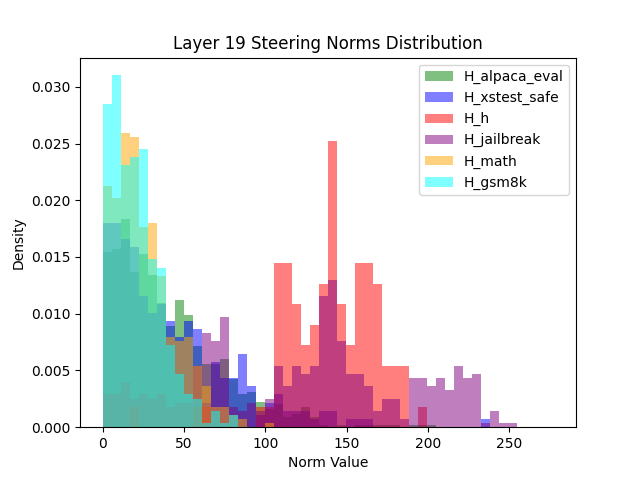 Layer 19 Steering Norms Distribution
H_alpaca_eval
H_xstest_safe
H_h
H_jailbreak
H_math
H_gsm8k
0.030
0.025
0.020
0.015
0.010
0.005
0.000
Density
0 50 100 150 200 250
Norm Value